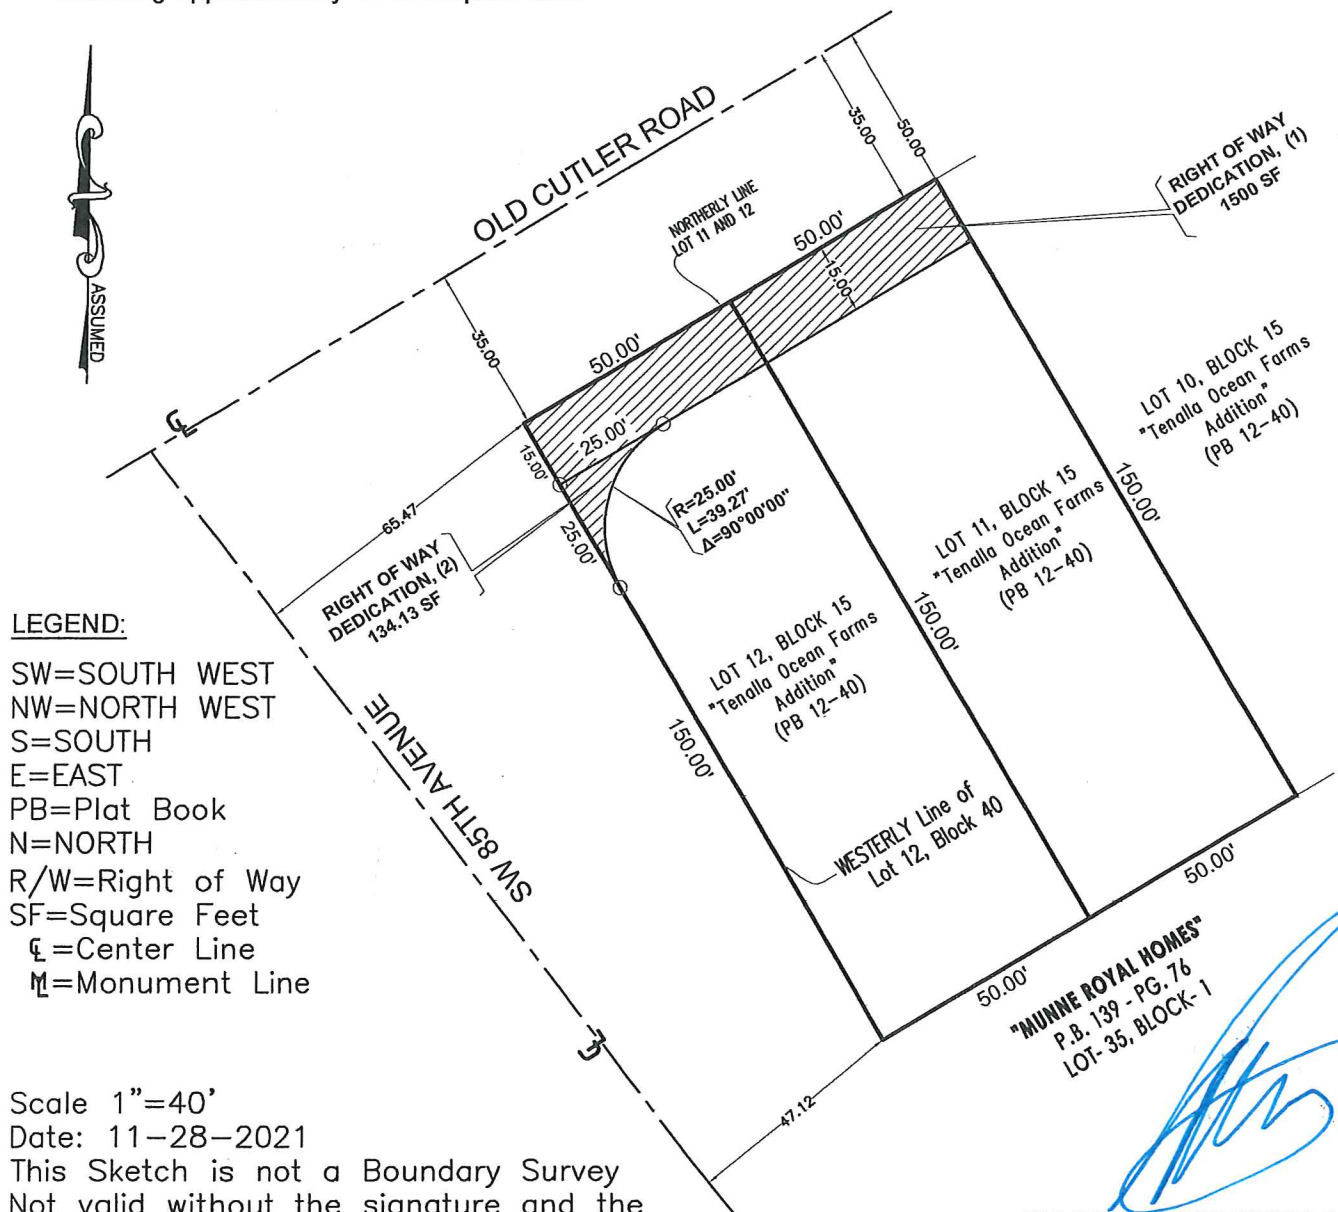 OLD CUTLER ROAD
35.00
50.00
RIGHT OF WAY
DEDICATION, (1)
1500 SF
NORTHERLY LINE
LOT 11 AND 12
50.00'
15.00
ASSUMED
35.00
50.00'
LOT 10, BLOCK 15
"Tenalla Ocean Farms
Addition"
(PB 12-40)
℄
25.00'
15.00'
R=25.00'
L=39.27'
Δ=90°00'00"
25.00'
65.47
RIGHT OF WAY
DEDICATION, (2)
134.13 SF
LOT 11, BLOCK 15
"Tenalla Ocean Farms
Addition"
(PB 12-40)
150.00'
150.00'
LOT 12, BLOCK 15
"Tenalla Ocean Farms
Addition"
(PB 12-40)
150.00'
LEGEND:
SW=SOUTH WEST
NW=NORTH WEST
S=SOUTH
E=EAST
PB=Plat Book
N=NORTH
R/W=Right of Way
SF=Square Feet
℄=Center Line
M̲L=Monument Line
SW 85TH AVENUE
WESTERLY Line of
Lot 12, Block 40
50.00'
50.00'
"MUNNE ROYAL HOMES"
P.B. 139 - PG. 76
LOT- 35, BLOCK- 1
47.12
Scale 1"=40'
Date: 11-28-2021
This Sketch is not a Boundary Survey
Not valid without the signature and the